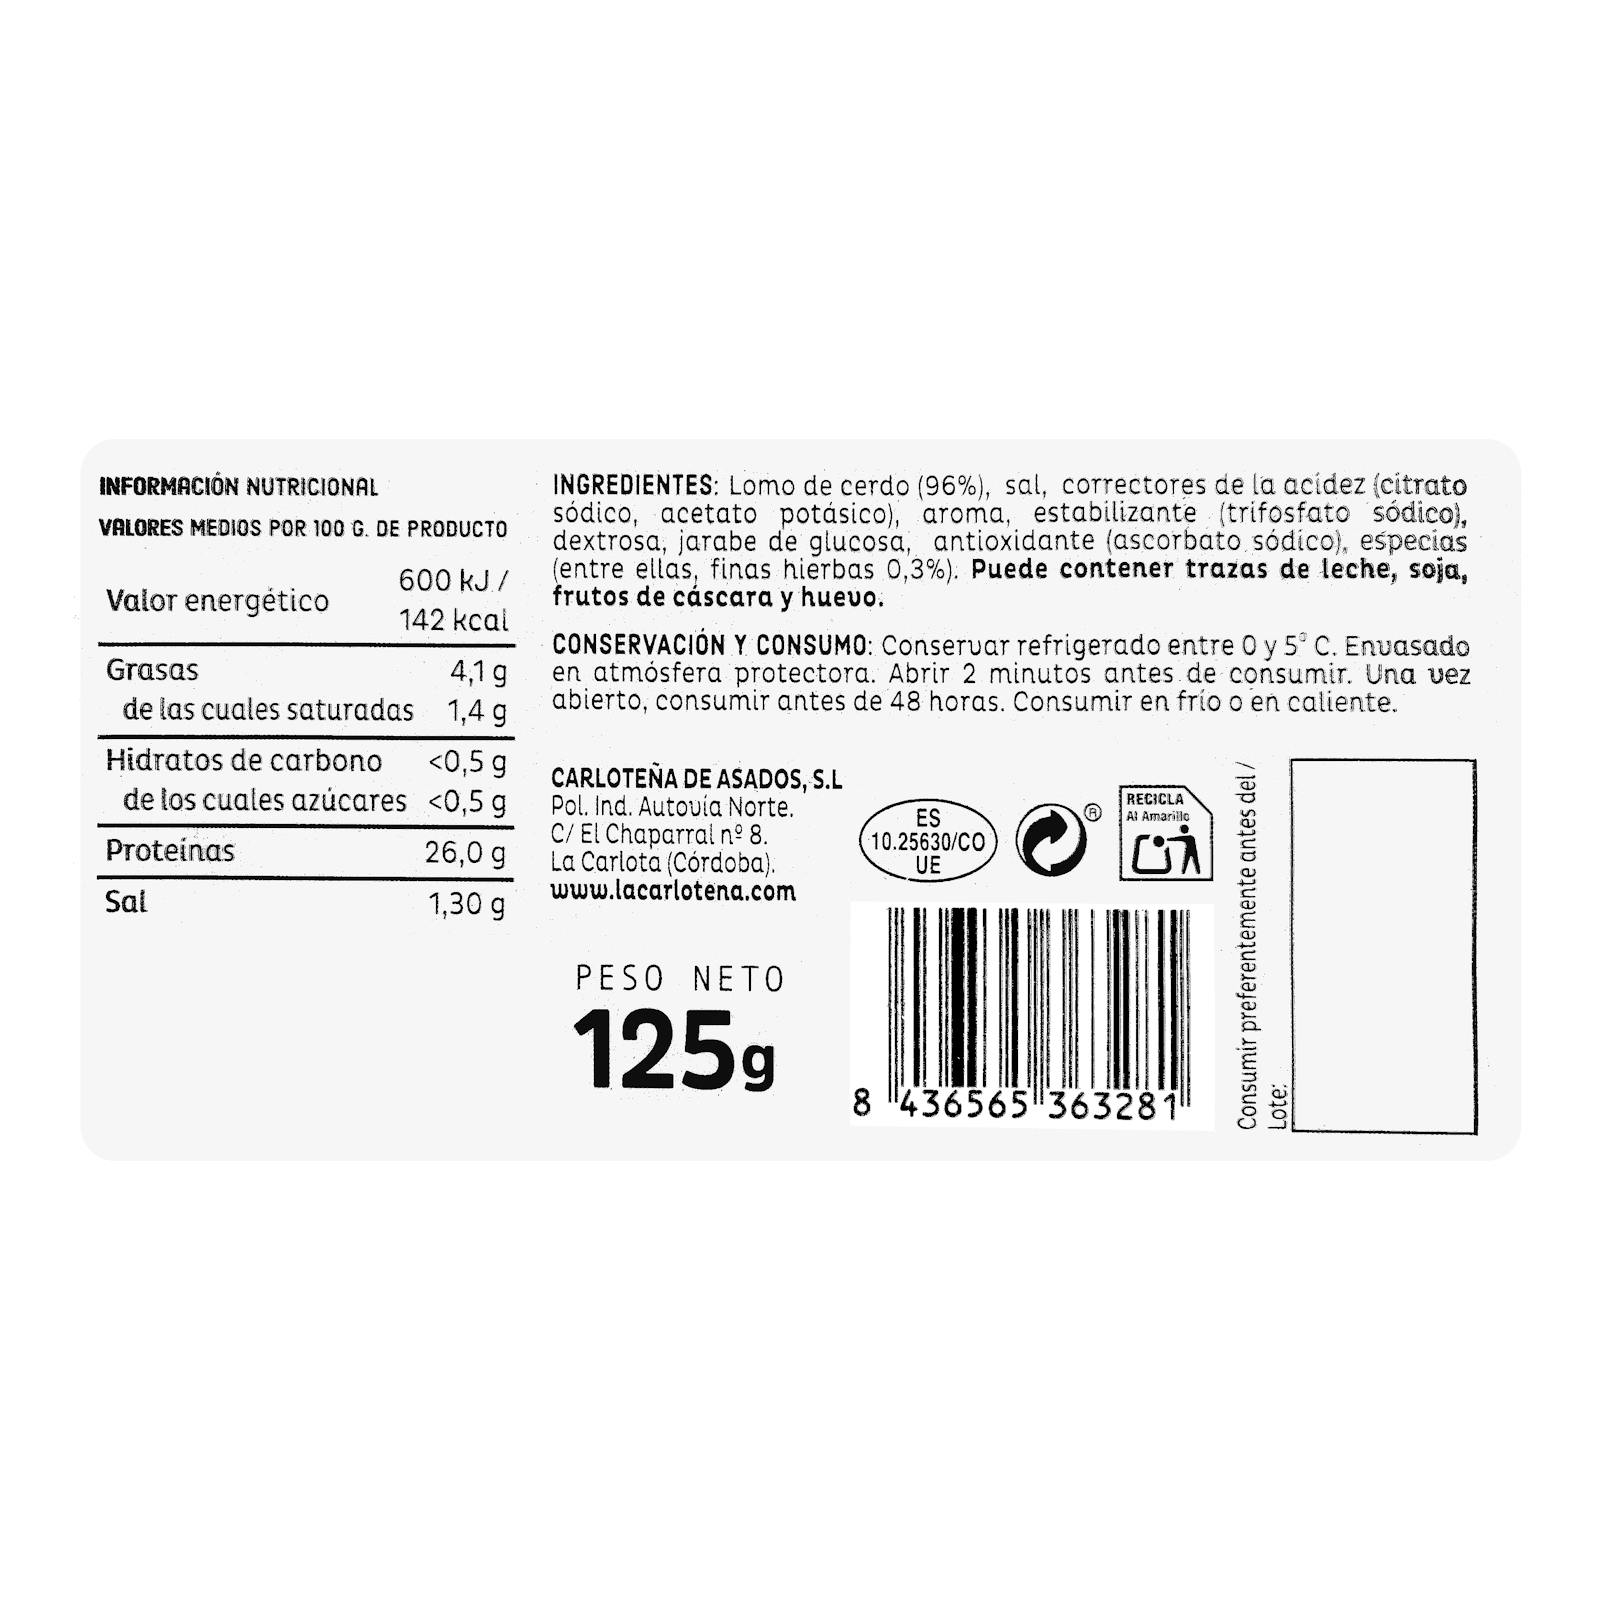 INFORMACIÓN NUTRICIONAL
VALORES MEDIOS POR 100 G. DE PRODUCTO
Valor energético 600 kJ / 142 kcal
Grasas 4,1 g
de las cuales saturadas 1,4 g
Hidratos de carbono <0,5 g
de los cuales azúcares <0,5 g
Proteínas 26,0 g
Sal 1,30 g
INGREDIENTES: Lomo de cerdo (96%), sal, correctores de la acidez (citrato
sódico, acetato potásico), aroma, estabilizante (trifosfato sódico),
dextrosa, jarabe de glucosa, antioxidante (ascorbato sódico), especias
(entre ellas, finas hierbas 0,3%). Puede contener trazas de leche, soja,
frutos de cáscara y huevo.
CONSERVACIÓN Y CONSUMO: Conservar refrigerado entre 0 y 5° C. Envasado
en atmósfera protectora. Abrir 2 minutos antes de consumir. Una vez
abierto, consumir antes de 48 horas. Consumir en frío o en caliente.
CARLOTEÑA DE ASADOS, S.L
Pol. Ind. Autovía Norte.
C/ El Chaparral nº 8.
La Carlota (Córdoba).
www.lacarlotena.com
PESO NETO
125g
ES
10.25630/CO
UE
®
RECICLA
Al Amarillo
8 436565 363281
Consumir preferentemente antes del /
Lote: